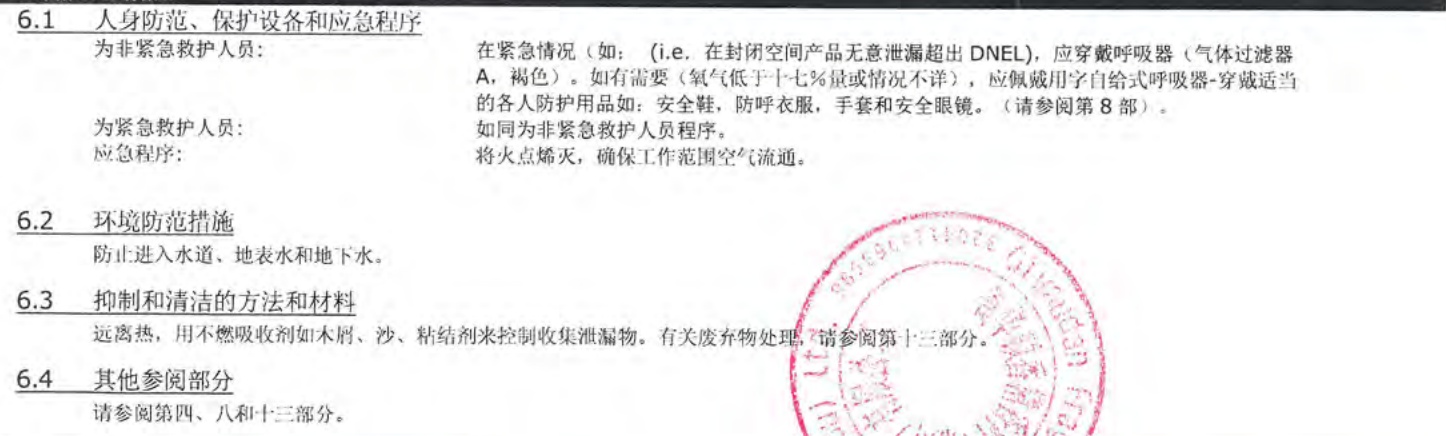 6.1 人身防范、保护设备和应急程序
为非紧急救护人员: 在紧急情况（如: (i.e. 在封闭空间产品无意泄漏超出 DNEL)，应穿戴呼吸器（气体过滤器
A，褐色）。如有需要（氧气低于十七%量或情况不详），应佩戴用字自给式呼吸器-穿戴适当
的各人防护用品如: 安全鞋，防呼衣服，手套和安全眼镜。（请参阅第 8 部）。
为紧急救护人员: 如同为非紧急救护人员程序。
应急程序: 将火点烯灭，确保工作范围空气流通。
6.2 环境防范措施
防止进入水道、地表水和地下水。
6.3 抑制和清洁的方法和材料
远离热，用不燃吸收剂如木屑、沙、粘结剂来控制收集泄漏物。有关废弃物处理，请参阅第十三部分。
6.4 其他参阅部分
请参阅第四、八和十三部分。